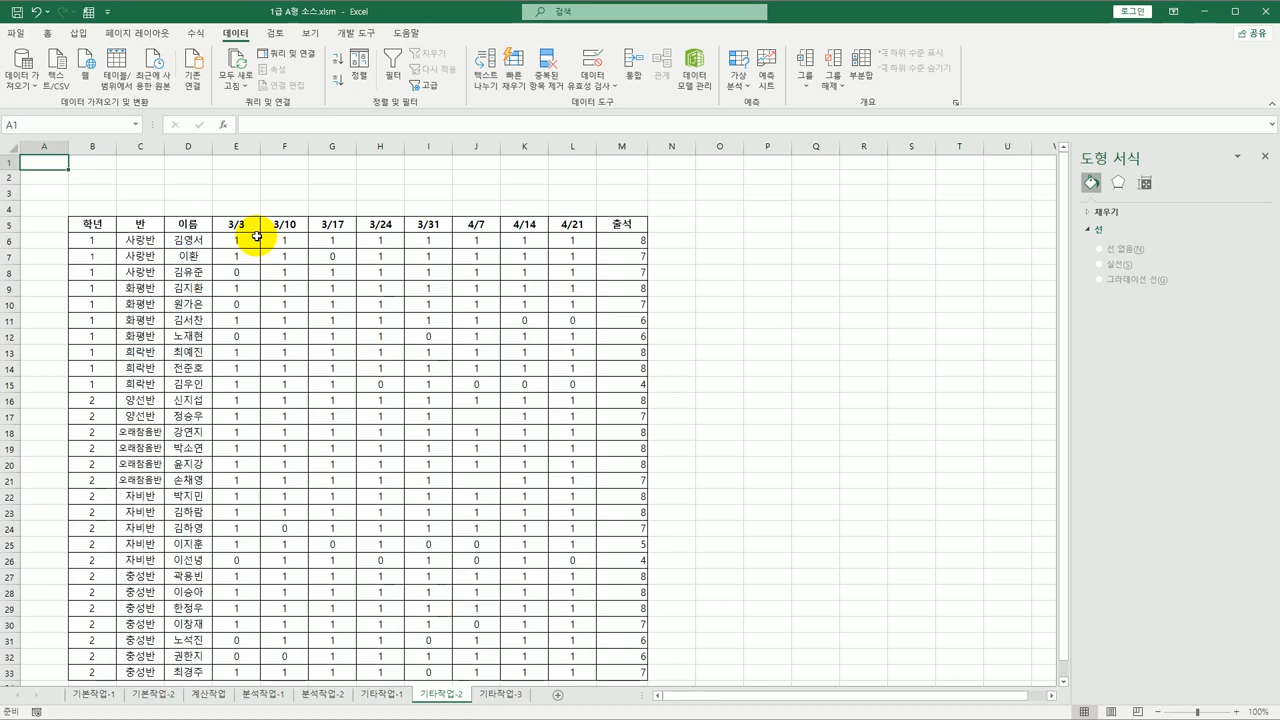 1급 A형 소스.xlsm - Excel
검색
로그인
파일 홈 삽입 페이지 레이아웃 수식 데이터 검토 보기 개발 도구 도움말
공유
데이터 가져오기
텍스트/CSV
웹
테이블/범위에서
최근에 사용한 원본
기존 연결
모두 새로 고침
쿼리 및 연결
속성
연결 편집
정렬
필터
지우기
다시 적용
고급
텍스트 나누기
빠른 채우기
중복된 항목 제거
데이터 유효성 검사
통합
관계
데이터 모델 관리
가상 분석
예측 시트
그룹
그룹 해제
부분합
하위 수준 표시
하위 수준 숨기기
데이터 가져오기 및 변환 쿼리 및 연결 정렬 및 필터 데이터 도구 예측 개요
A1
A B C D E F G H I J K L M N O P Q R S T U V
도형 서식
채우기
선
선 없음(N)
실선(S)
그라데이션 선(G)
1
2
3
4
5 학년 반 이름 3/3 3/10 3/17 3/24 3/31 4/7 4/14 4/21 출석
6 1 사랑반 김영서 1 1 1 1 1 1 1 1 8
7 1 사랑반 이환 1 1 0 1 1 1 1 1 7
8 1 사랑반 김유준 0 1 1 1 1 1 1 1 7
9 1 화평반 김지환 1 1 1 1 1 1 1 1 8
10 1 화평반 원가은 0 1 1 1 1 1 1 1 7
11 1 화평반 김서찬 1 1 1 1 1 1 0 0 6
12 1 화평반 노재현 0 1 1 1 0 1 1 1 6
13 1 희락반 최예진 1 1 1 1 1 1 1 1 8
14 1 희락반 전준호 1 1 1 1 1 1 1 1 8
15 1 희락반 김우인 1 1 1 0 1 0 0 0 4
16 2 양선반 신지섭 1 1 1 1 1 1 1 1 8
17 2 양선반 정승우 1 1 1 1 1 1 1 7
18 2 오래참음반 강연지 1 1 1 1 1 1 1 1 8
19 2 오래참음반 박소연 1 1 1 1 1 1 1 1 8
20 2 오래참음반 윤지강 1 1 1 1 1 1 1 1 8
21 2 오래참음반 손채영 1 1 1 1 1 1 1 7
22 2 자비반 박지민 1 1 1 1 1 1 1 1 8
23 2 자비반 김하람 1 1 1 1 1 1 1 1 8
24 2 자비반 김하영 1 0 1 1 1 1 1 1 7
25 2 자비반 이지훈 1 1 0 1 0 0 1 1 5
26 2 자비반 이선녕 0 1 0 1 0 1 0 1 4
27 2 충성반 곽용빈 1 1 1 1 1 1 1 1 8
28 2 충성반 이승아 1 1 1 1 1 1 1 1 8
29 2 충성반 한정우 1 1 1 1 1 1 1 1 8
30 2 충성반 이창재 1 1 1 1 1 0 1 1 7
31 2 충성반 노석진 0 1 1 1 0 1 1 1 6
32 2 충성반 권한지 0 0 1 1 1 1 1 1 6
33 2 충성반 최경주 1 1 1 1 0 1 1 1 7
기본작업-1 기본작업-2 계산작업 분석작업-1 분석작업-2 기타작업-1 기타작업-2 기타작업-3
준비
100%